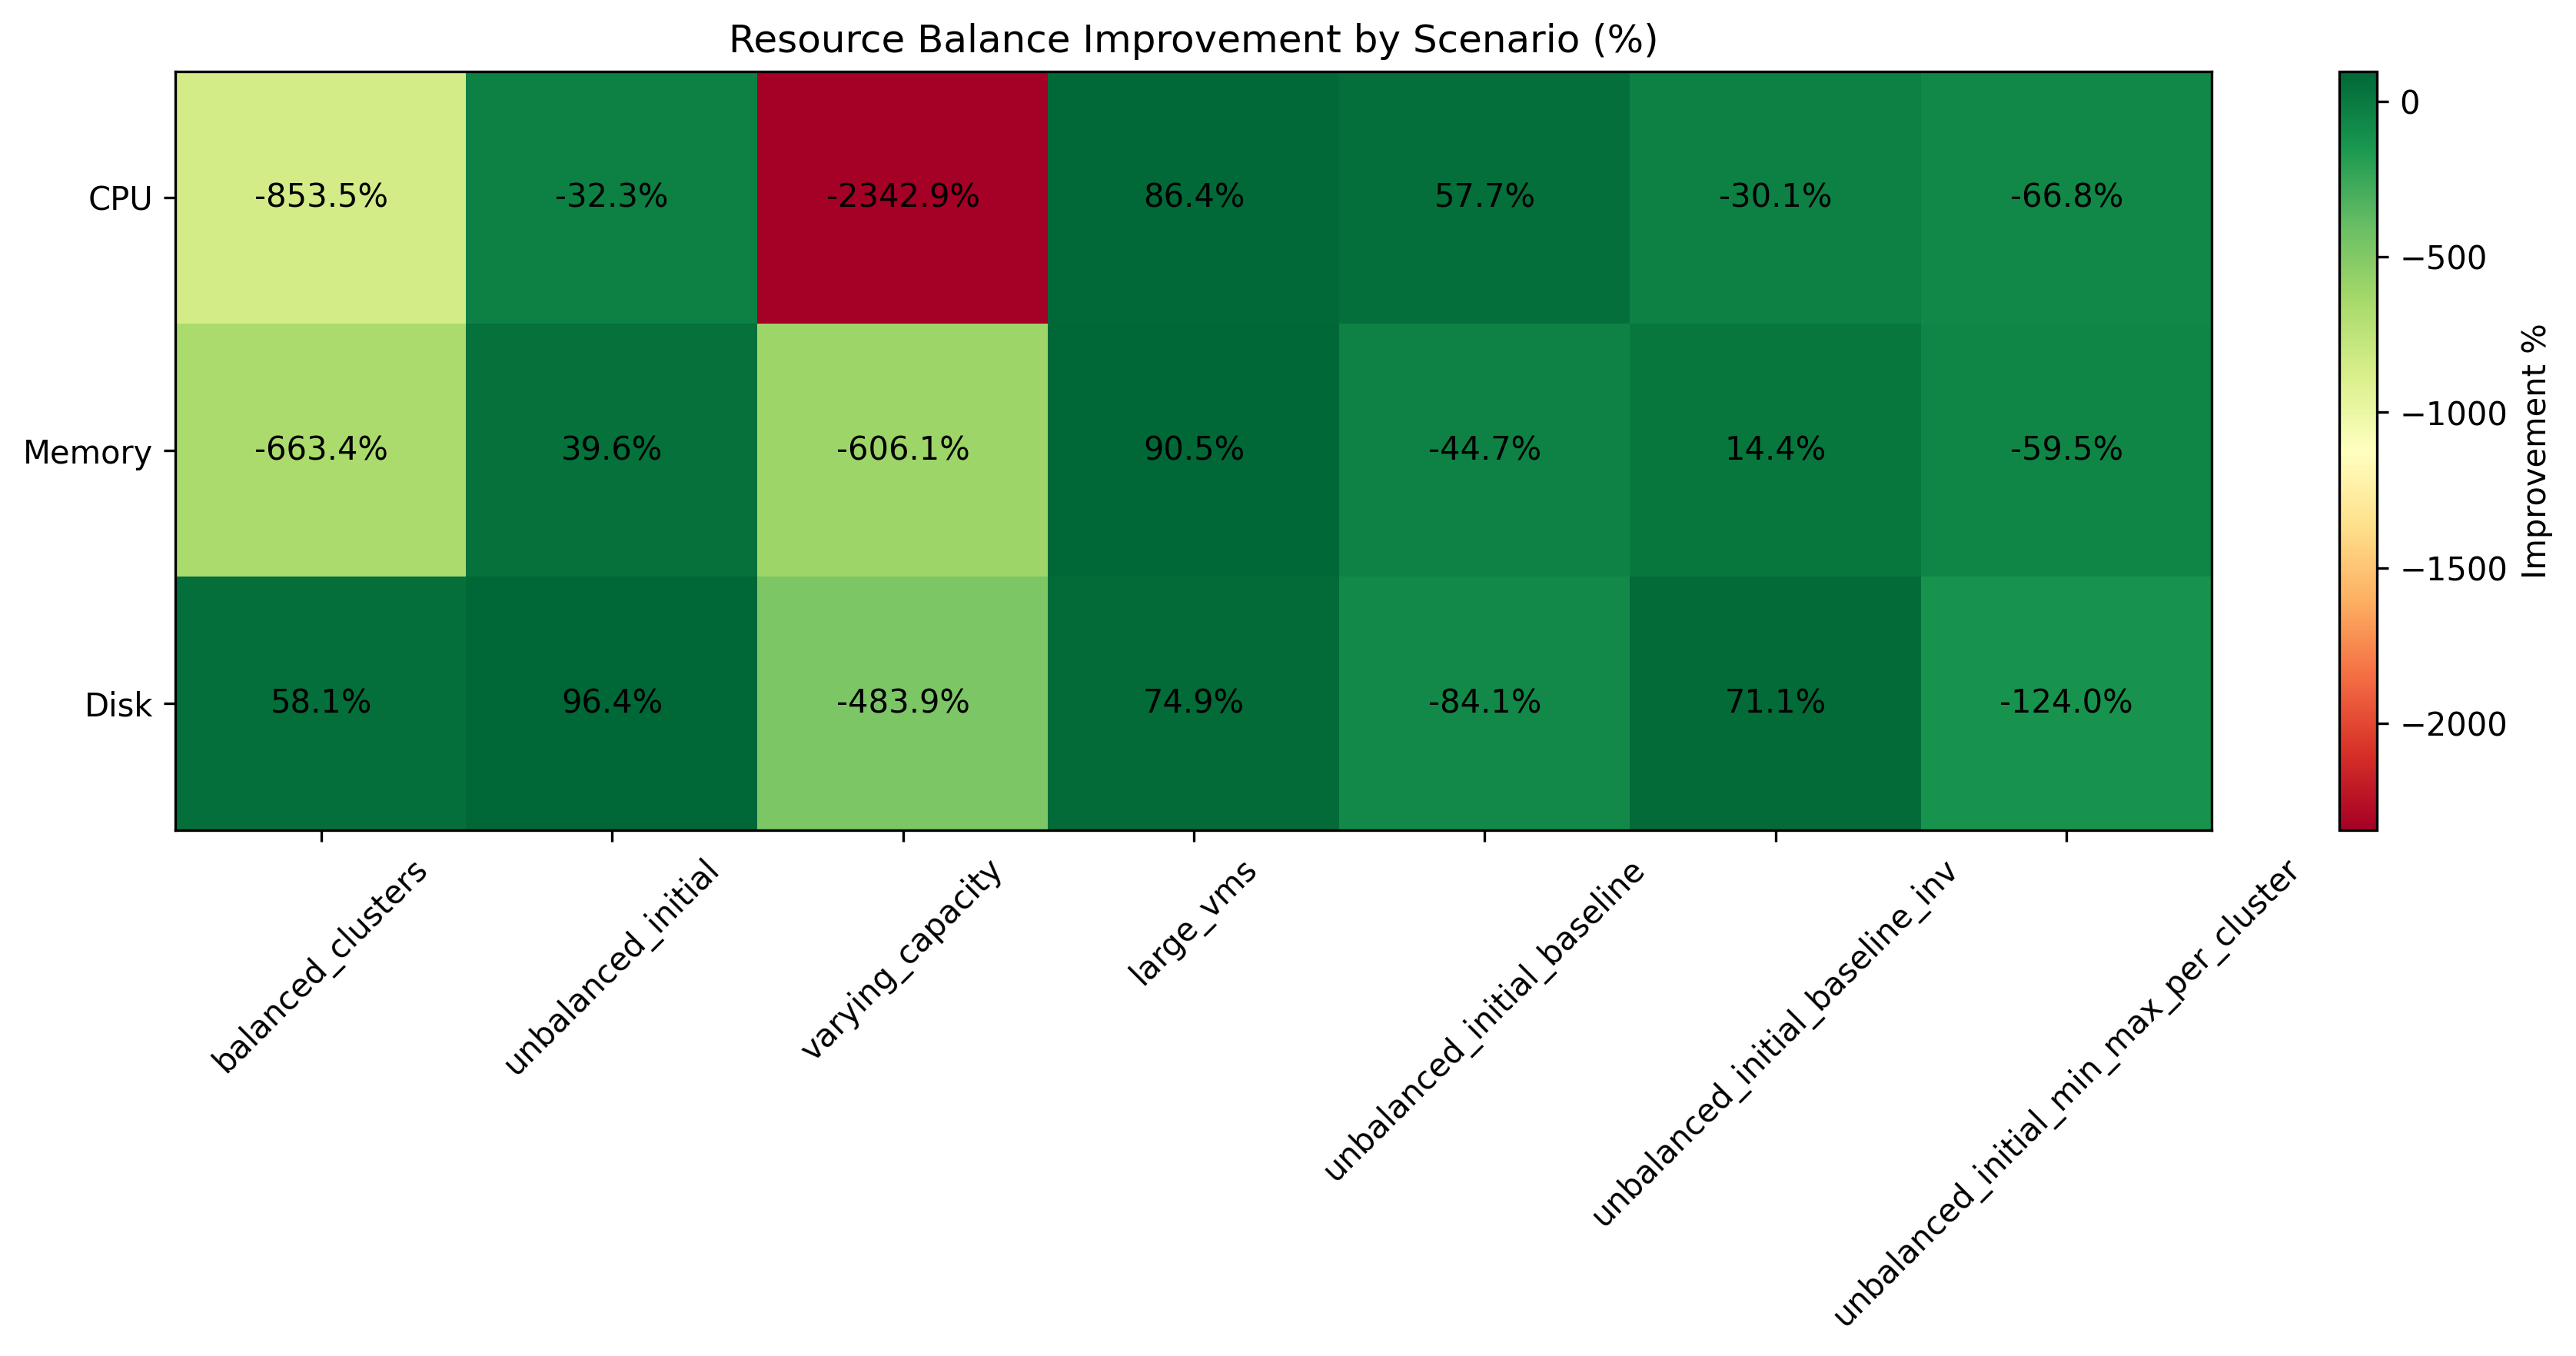 Resource Balance Improvement by Scenario (%)
CPU
-853.5%
-32.3%
-2342.9%
86.4%
57.7%
-30.1%
-66.8%
Memory
-663.4%
39.6%
-606.1%
90.5%
-44.7%
14.4%
-59.5%
Disk
58.1%
96.4%
-483.9%
74.9%
-84.1%
71.1%
-124.0%
balanced_clusters
unbalanced_initial
varying_capacity
large_vms
unbalanced_initial_baseline
unbalanced_initial_baseline_inv
unbalanced_initial_min_max_per_cluster
0
−500
−1000
−1500
−2000
Improvement %